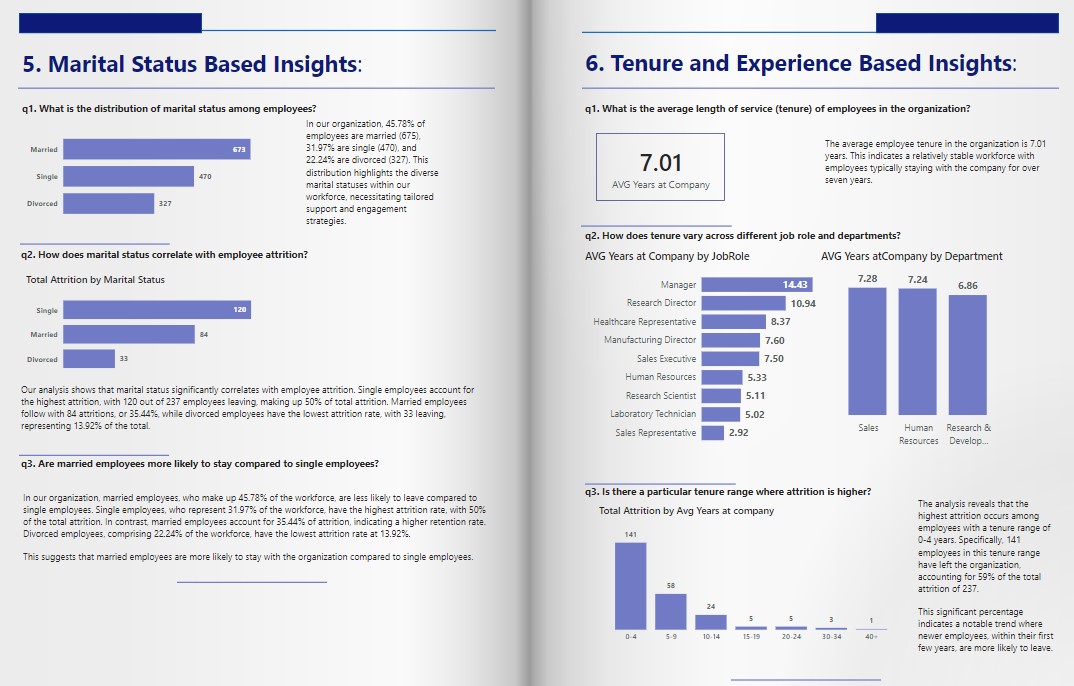 5. Marital Status Based Insights:
q1. What is the distribution of marital status among employees?
Married 673
Single 470
Divorced 327
In our organization, 45.78% of
employees are married (675),
31.97% are single (470), and
22.24% are divorced (327). This
distribution highlights the diverse
marital statuses within our
workforce, necessitating tailored
support and engagement
strategies.
q2. How does marital status correlate with employee attrition?
Total Attrition by Marital Status
Single 120
Married 84
Divorced 33
Our analysis shows that marital status significantly correlates with employee attrition. Single employees account for
the highest attrition, with 120 out of 237 employees leaving, making up 50% of total attrition. Married employees
follow with 84 attritions, or 35.44%, while divorced employees have the lowest attrition rate, with 33 leaving,
representing 13.92% of the total.
q3. Are married employees more likely to stay compared to single employees?
In our organization, married employees, who make up 45.78% of the workforce, are less likely to leave compared to
single employees. Single employees, who represent 31.97% of the workforce, have the highest attrition rate, with 50%
of the total attrition. In contrast, married employees account for 35.44% of attrition, indicating a higher retention rate.
Divorced employees, comprising 22.24% of the workforce, have the lowest attrition rate at 13.92%.
This suggests that married employees are more likely to stay with the organization compared to single employees.
6. Tenure and Experience Based Insights:
q1. What is the average length of service (tenure) of employees in the organization?
7.01
AVG Years at Company
The average employee tenure in the organization is 7.01
years. This indicates a relatively stable workforce with
employees typically staying with the company for over
seven years.
q2. How does tenure vary across different job role and departments?
AVG Years at Company by JobRole
Manager 14.43
Research Director 10.94
Healthcare Representative 8.37
Manufacturing Director 7.60
Sales Executive 7.50
Human Resources 5.33
Research Scientist 5.11
Laboratory Technician 5.02
Sales Representative 2.92
AVG Years atCompany by Department
7.28 7.24 6.86
Sales Human Research &
Resources Develop...
q3. Is there a particular tenure range where attrition is higher?
Total Attrition by Avg Years at company
141 58 24 5 5 3 1
0-4 5-9 10-14 15-19 20-24 30-34 40+
The analysis reveals that the
highest attrition occurs among
employees with a tenure range of
0-4 years. Specifically, 141
employees in this tenure range
have left the organization,
accounting for 59% of the total
attrition of 237.
This significant percentage
indicates a notable trend where
newer employees, within their first
few years, are more likely to leave.